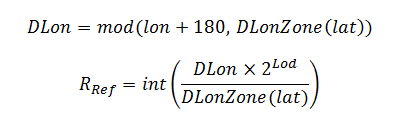 DLon = mod(lon + 180, DLonZone(lat))
R_Ref = int(DLon × 2^Lod / DLonZone(lat))